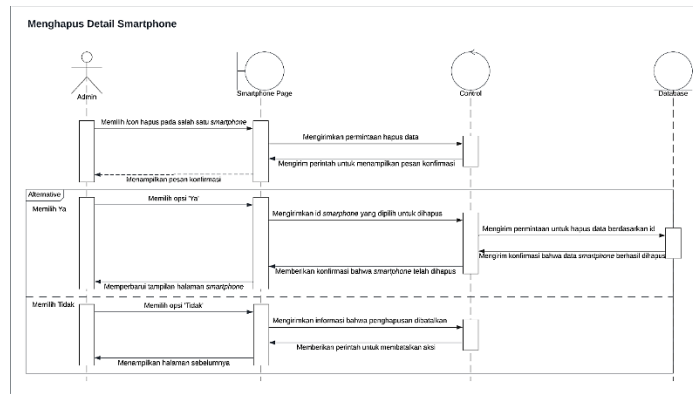 Menghapus Detail Smartphone
Admin
Smartphone Page
Control
Database
Memilih icon hapus pada salah satu smartphone
Mengirimkan permintaan hapus data
Mengirim perintah untuk menampilkan pesan konfirmasi
Menampilkan pesan konfirmasi
Alternative
Memilih Ya
Memilih opsi 'Ya'
Mengirimkan id smarphone yang dipilih untuk dihapus
Mengirim permintaan untuk hapus data berdasarkan id
Mengirim konfirmasi bahwa data smartphone berhasil dihapus
Memberikan konfirmasi bahwa smartphone telah dihapus
Memperbarui tampilan halaman smartphone
Memilih Tidak
Memilih opsi 'Tidak'
Mengirimkan informasi bahwa penghapusan dibatalkan
Memberikan perintah untuk membatalkan aksi
Menampilkan halaman sebelumnya